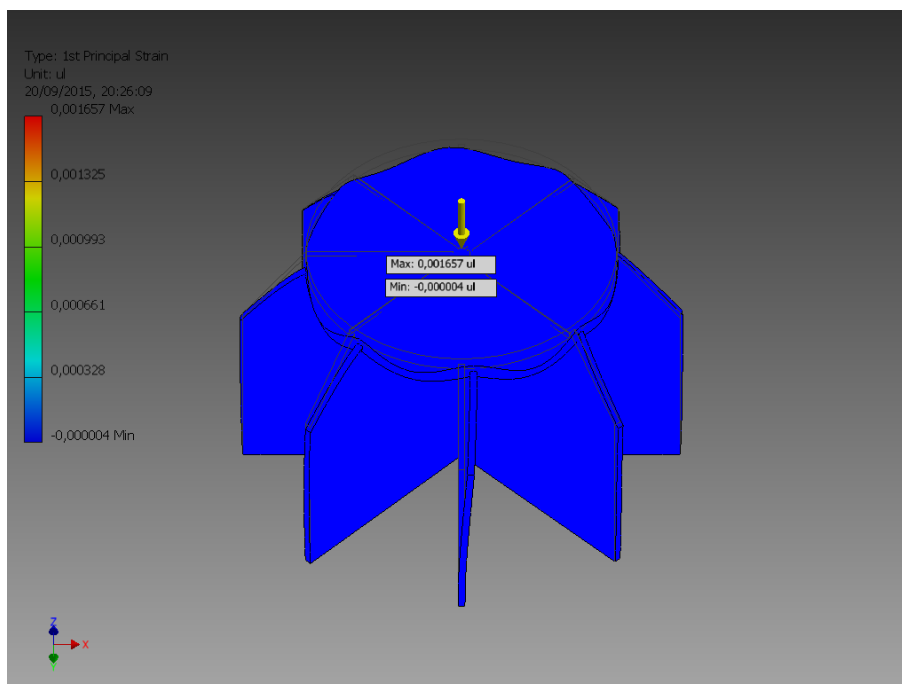 Type: 1st Principal Strain
Unit: ul
20/09/2015, 20:26:09
0,001657 Max
0,001325
0,000993
0,000661
0,000328
-0,000004 Min
Max: 0,001657 ul
Min: -0,000004 ul
Z
X